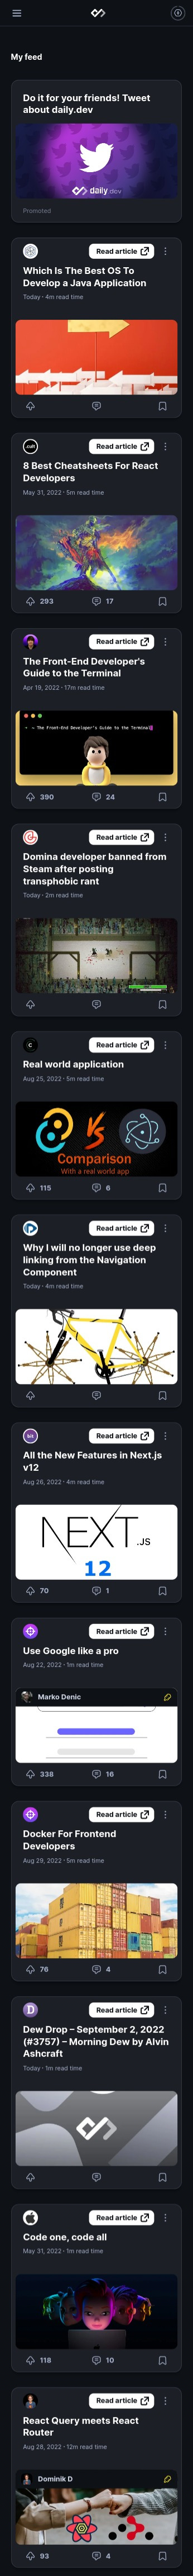 My feed
Do it for your friends! Tweet
about daily.dev
daily.dev
Promoted
Read article
Which Is The Best OS To
Develop a Java Application
Today · 4m read time
.cult
Read article
8 Best Cheatsheets For React
Developers
May 31, 2022 · 5m read time
293
17
Read article
The Front-End Developer's
Guide to the Terminal
Apr 19, 2022 · 17m read time
The Front-End Developer's Guide to the Terminal
390
24
Read article
Domina developer banned from
Steam after posting
transphobic rant
Today · 2m read time
C
Read article
Real world application
Aug 25, 2022 · 5m read time
VS
Comparison
With a real world app
115
6
Read article
Why I will no longer use deep
linking from the Navigation
Component
Today · 4m read time
Read article
All the New Features in Next.js
v12
Aug 26, 2022 · 4m read time
NEXT.JS
12
70
1
Read article
Use Google like a pro
Aug 22, 2022 · 1m read time
Marko Denic
338
16
Read article
Docker For Frontend
Developers
Aug 29, 2022 · 5m read time
76
4
D
Read article
Dew Drop – September 2, 2022
(#3757) – Morning Dew by Alvin
Ashcraft
Today · 1m read time
Read article
Code one, code all
May 31, 2022 · 1m read time
118
10
Read article
React Query meets React
Router
Aug 28, 2022 · 12m read time
Dominik D
93
4